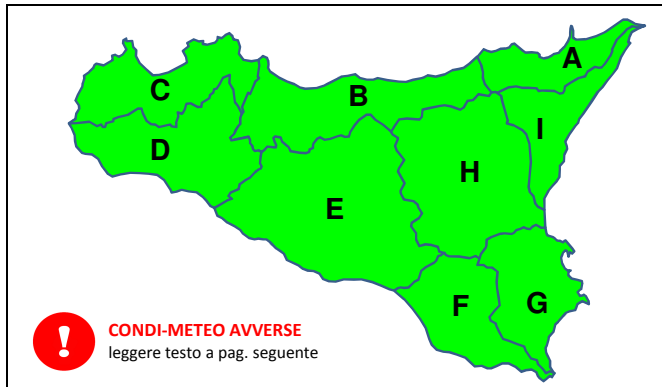 A
C
B
I
D
H
E
F
G
!
CONDI-METEO AVVERSE
leggere testo a pag. seguente